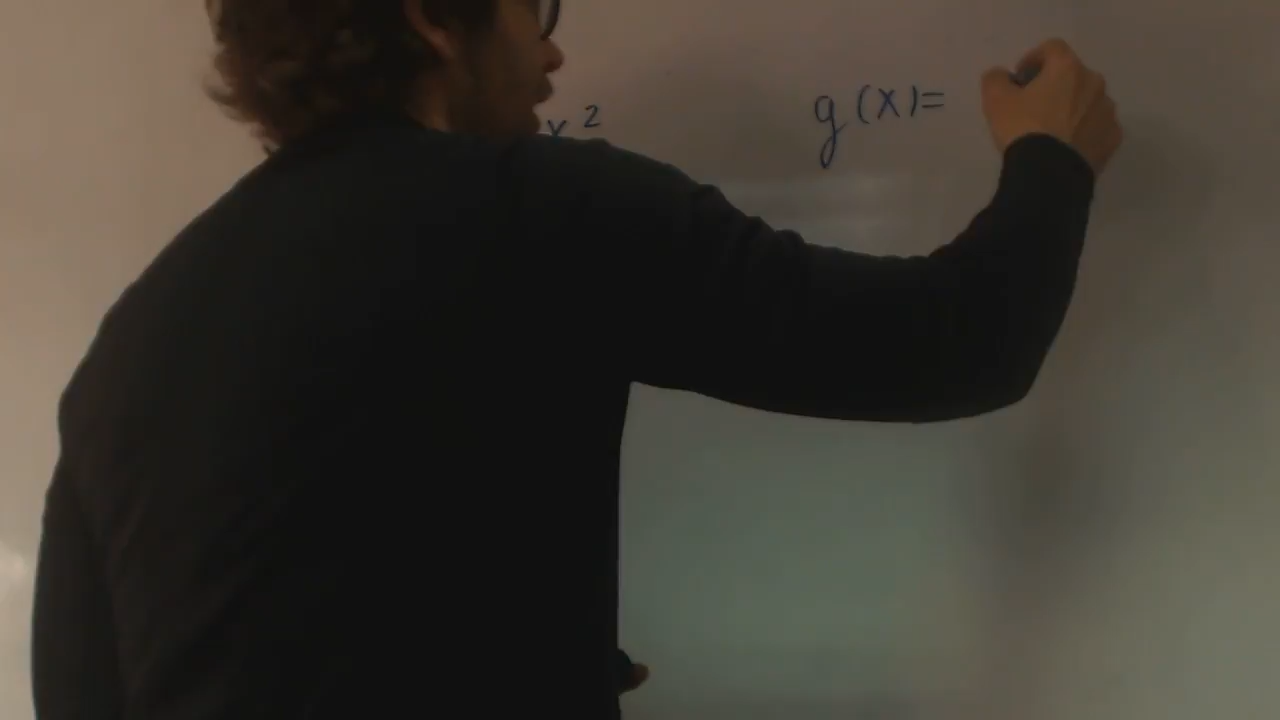 x² g(x)=